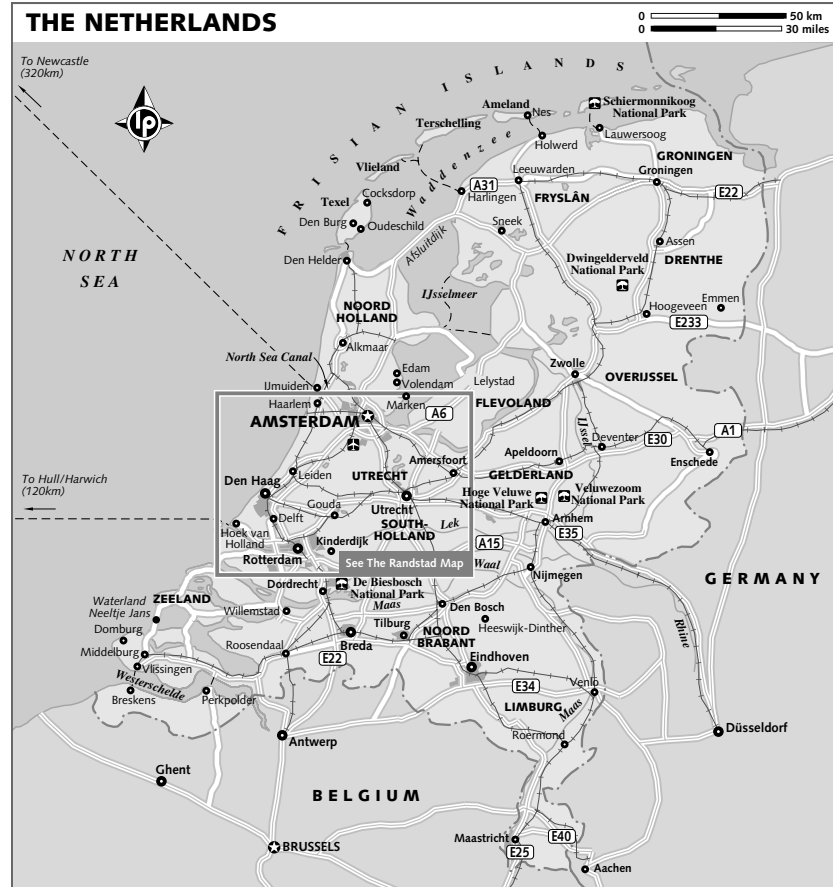 THE NETHERLANDS
0 50 km
0 30 miles
To Newcastle
(320km)
lp
FRISIAN ISLANDS
Schiermonnikoog
National Park
Ameland
Nes
Terschelling
Lauwersoog
Holwerd
Waddenzee
GRONINGEN
Vlieland
Leeuwarden
Groningen
A31
E22
Harlingen
FRYSLÂN
Cocksdorp
Texel
Den Burg
Oudeschild
Sneek
Afsluitdijk
Assen
NORTH
SEA
Den Helder
Dwingelderveld
National Park
DRENTHE
IJsselmeer
Emmen
NOORD
HOLLAND
Hoogeveen
E233
Alkmaar
North Sea Canal
Edam
Zwolle
Volendam
Lelystad
OVERIJSSEL
IJmuiden
Marken
Haarlem
FLEVOLAND
AMSTERDAM
A6
A1
IJssel
Deventer
E30
Enschede
Apeldoorn
Amersfoort
Leiden
UTRECHT
GELDERLAND
To Hull/Harwich
(120km)
Den Haag
Utrecht
Hoge Veluwe
National Park
Veluwezoom
National Park
Gouda
Delft
SOUTH-
HOLLAND
Lek
Arnhem
Hoek van
Holland
E35
Kinderdijk
A15
Rotterdam
See The Randstad Map
Waal
Nijmegen
GERMANY
Dordrecht
De Biesbosch
National Park
Waterland
Neeltje Jans
ZEELAND
Willemstad
Maas
Den Bosch
Heeswijk-Dinther
Domburg
Tilburg
NOORD
BRABANT
Rhine
Middelburg
Roosendaal
Breda
Vlissingen
E22
Eindhoven
Westerschelde
E34
Venlo
Breskens
Perkpolder
LIMBURG
Maas
Düsseldorf
Antwerp
Roermond
Ghent
BELGIUM
Maastricht
E40
BRUSSELS
E25
Aachen